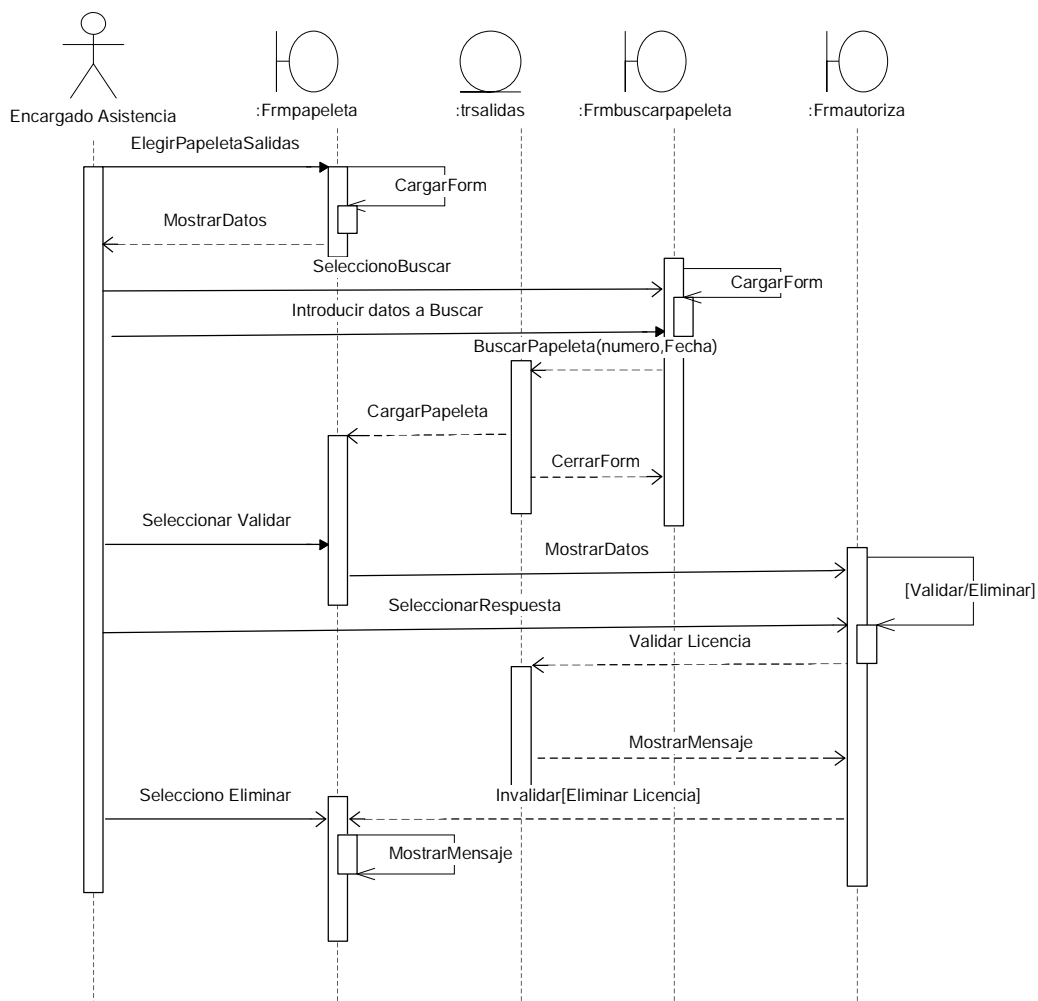 Encargado Asistencia
:Frmpapeleta
:trsalidas
:Frmbuscarpapeleta
:Frmautoriza
ElegirPapeletaSalidas
CargarForm
MostrarDatos
SeleccionoBuscar
CargarForm
Introducir datos a Buscar
BuscarPapeleta(numero,Fecha)
CargarPapeleta
CerrarForm
Seleccionar Validar
MostrarDatos
[Validar/Eliminar]
SeleccionarRespuesta
Validar Licencia
MostrarMensaje
Selecciono Eliminar
Invalidar[Eliminar Licencia]
MostrarMensaje